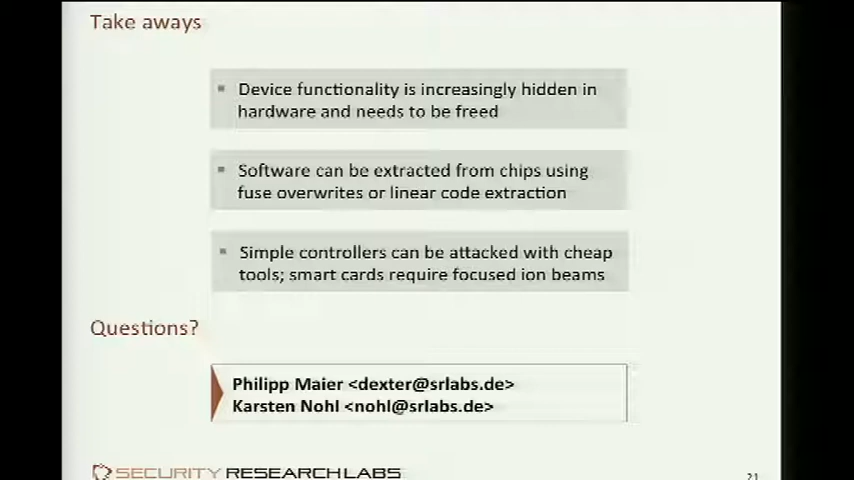 Take aways
Device functionality is increasingly hidden in
hardware and needs to be freed
Software can be extracted from chips using
fuse overwrites or linear code extraction
Simple controllers can be attacked with cheap
tools; smart cards require focused ion beams
Questions?
Philipp Maier <dexter@srlabs.de>
Karsten Nohl <nohl@srlabs.de>
SECURITY RESEARCH LABS
21